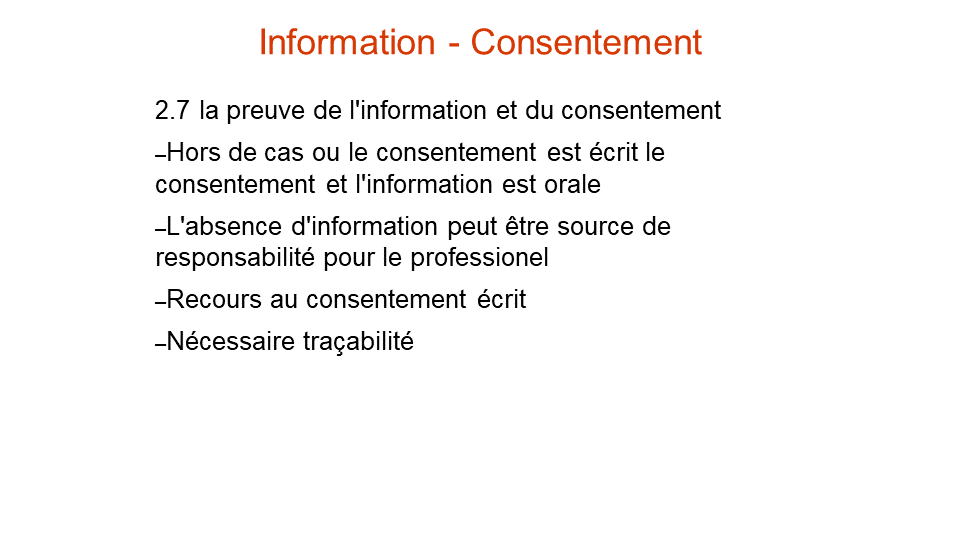 Information - Consentement
2.7 la preuve de l'information et du consentement
–Hors de cas ou le consentement est écrit le
consentement et l'information est orale
–L'absence d'information peut être source de
responsabilité pour le professionel
–Recours au consentement écrit
–Nécessaire traçabilité